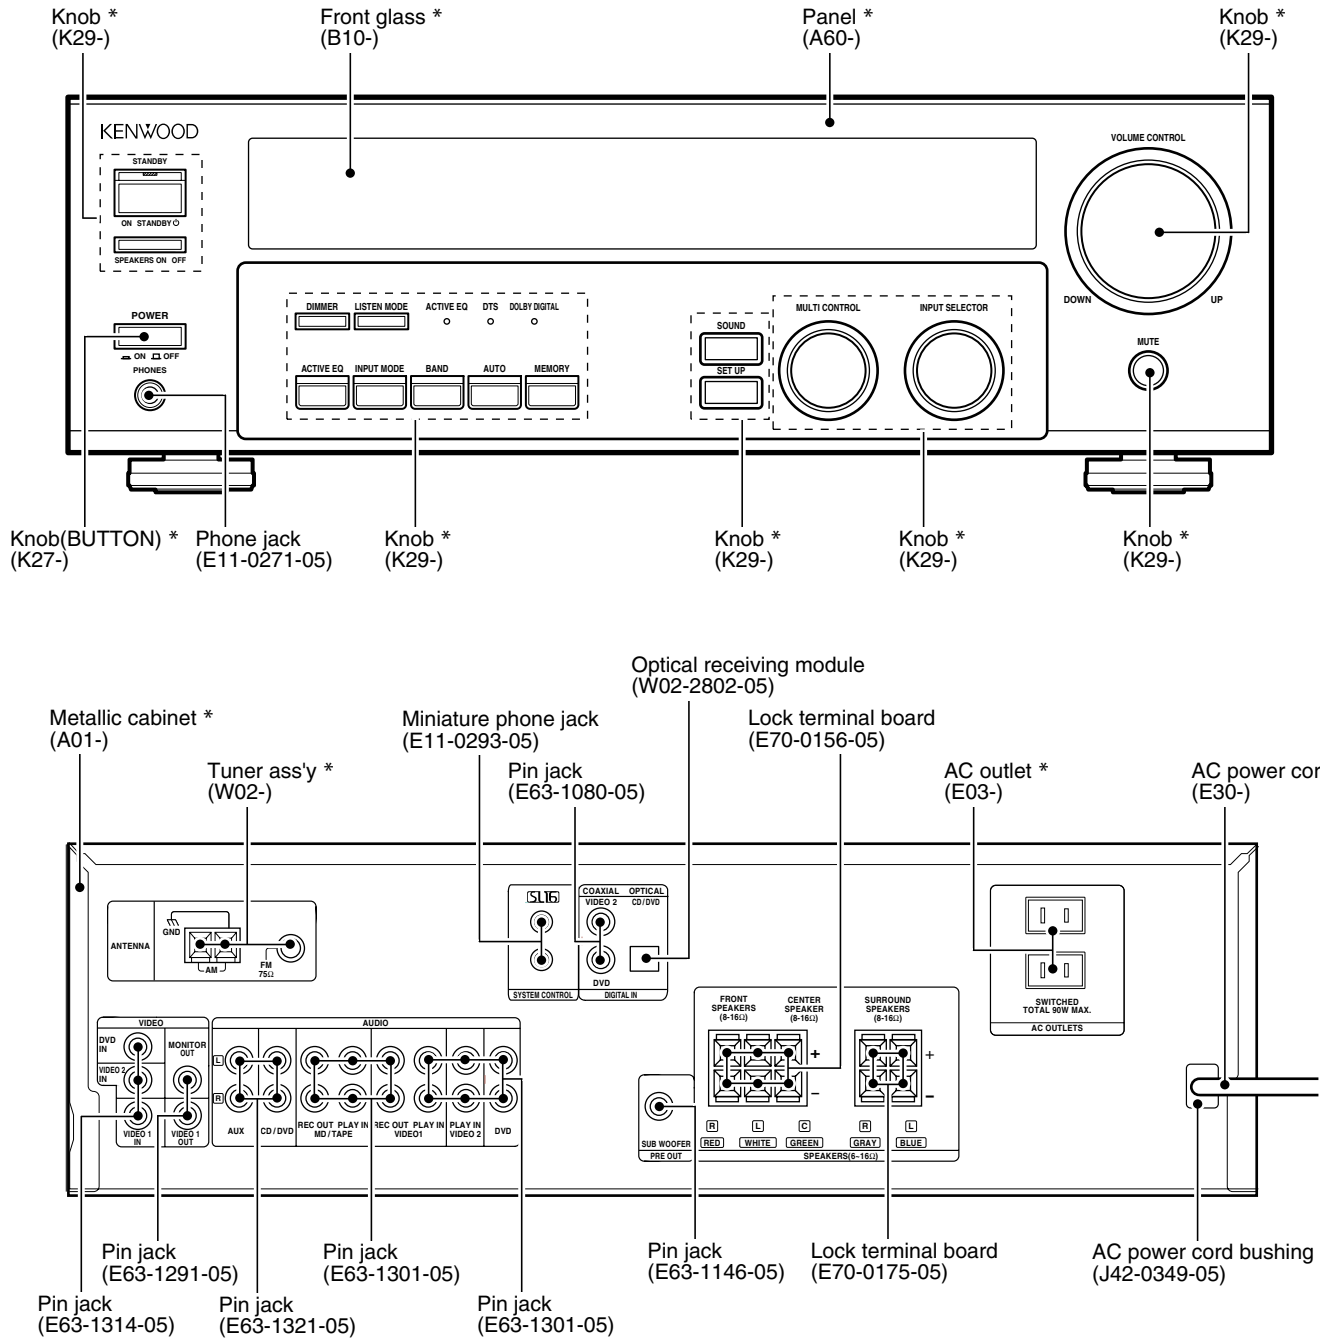 Knob *
(K29-)
Front glass *
(B10-)
Panel *
(A60-)
Knob *
(K29-)
KENWOOD
STANDBY
ON STANDBY
SPEAKERS ON OFF
POWER
ON OFF
PHONES
VOLUME CONTROL
DOWN
UP
MUTE
DIMMER
LISTEN MODE
ACTIVE EQ
DTS
DOLBY DIGITAL
ACTIVE EQ
INPUT MODE
BAND
AUTO
MEMORY
SOUND
SET UP
MULTI CONTROL
INPUT SELECTOR
Knob(BUTTON) *
(K27-)
Phone jack
(E11-0271-05)
Knob *
(K29-)
Knob *
(K29-)
Knob *
(K29-)
Knob *
(K29-)
Optical receiving module
(W02-2802-05)
Metallic cabinet *
(A01-)
Miniature phone jack
(E11-0293-05)
Lock terminal board
(E70-0156-05)
Tuner ass'y *
(W02-)
Pin jack
(E63-1080-05)
AC outlet *
(E03-)
AC power cor
(E30-)
ANTENNA
GND
AM
FM
75Ω
SL16
SYSTEM CONTROL
COAXIAL
VIDEO 2
OPTICAL
CD/DVD
DVD
DIGITAL IN
SWITCHED
TOTAL 90W MAX.
AC OUTLETS
FRONT
SPEAKERS
(8-16Ω)
CENTER
SPEAKER
(8-16Ω)
SURROUND
SPEAKERS
(8-16Ω)
+
−
+
−
R
L
C
R
L
RED
WHITE
GREEN
GRAY
BLUE
SPEAKERS(6~16Ω)
SUB WOOFER
PRE OUT
VIDEO
DVD
IN
MONITOR
OUT
VIDEO 2
IN
VIDEO 1
IN
VIDEO 1
OUT
AUDIO
L
R
AUX
CD/DVD
REC OUT PLAY IN
MD/TAPE
REC OUT PLAY IN
VIDEO1
PLAY IN
VIDEO 2
DVD
Pin jack
(E63-1291-05)
Pin jack
(E63-1301-05)
Pin jack
(E63-1146-05)
Lock terminal board
(E70-0175-05)
AC power cord bushing
(J42-0349-05)
Pin jack
(E63-1314-05)
Pin jack
(E63-1321-05)
Pin jack
(E63-1301-05)